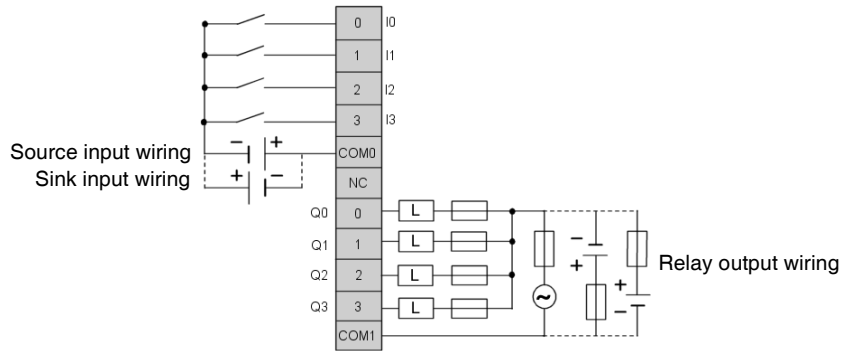 0 I0
1 I1
2 I2
3 I3
Source input wiring − + COM0
Sink input wiring + −
NC
Q0 0 L
Q1 1 L
Q2 2 L
Q3 3 L
COM1
− +
~
+ −
Relay output wiring